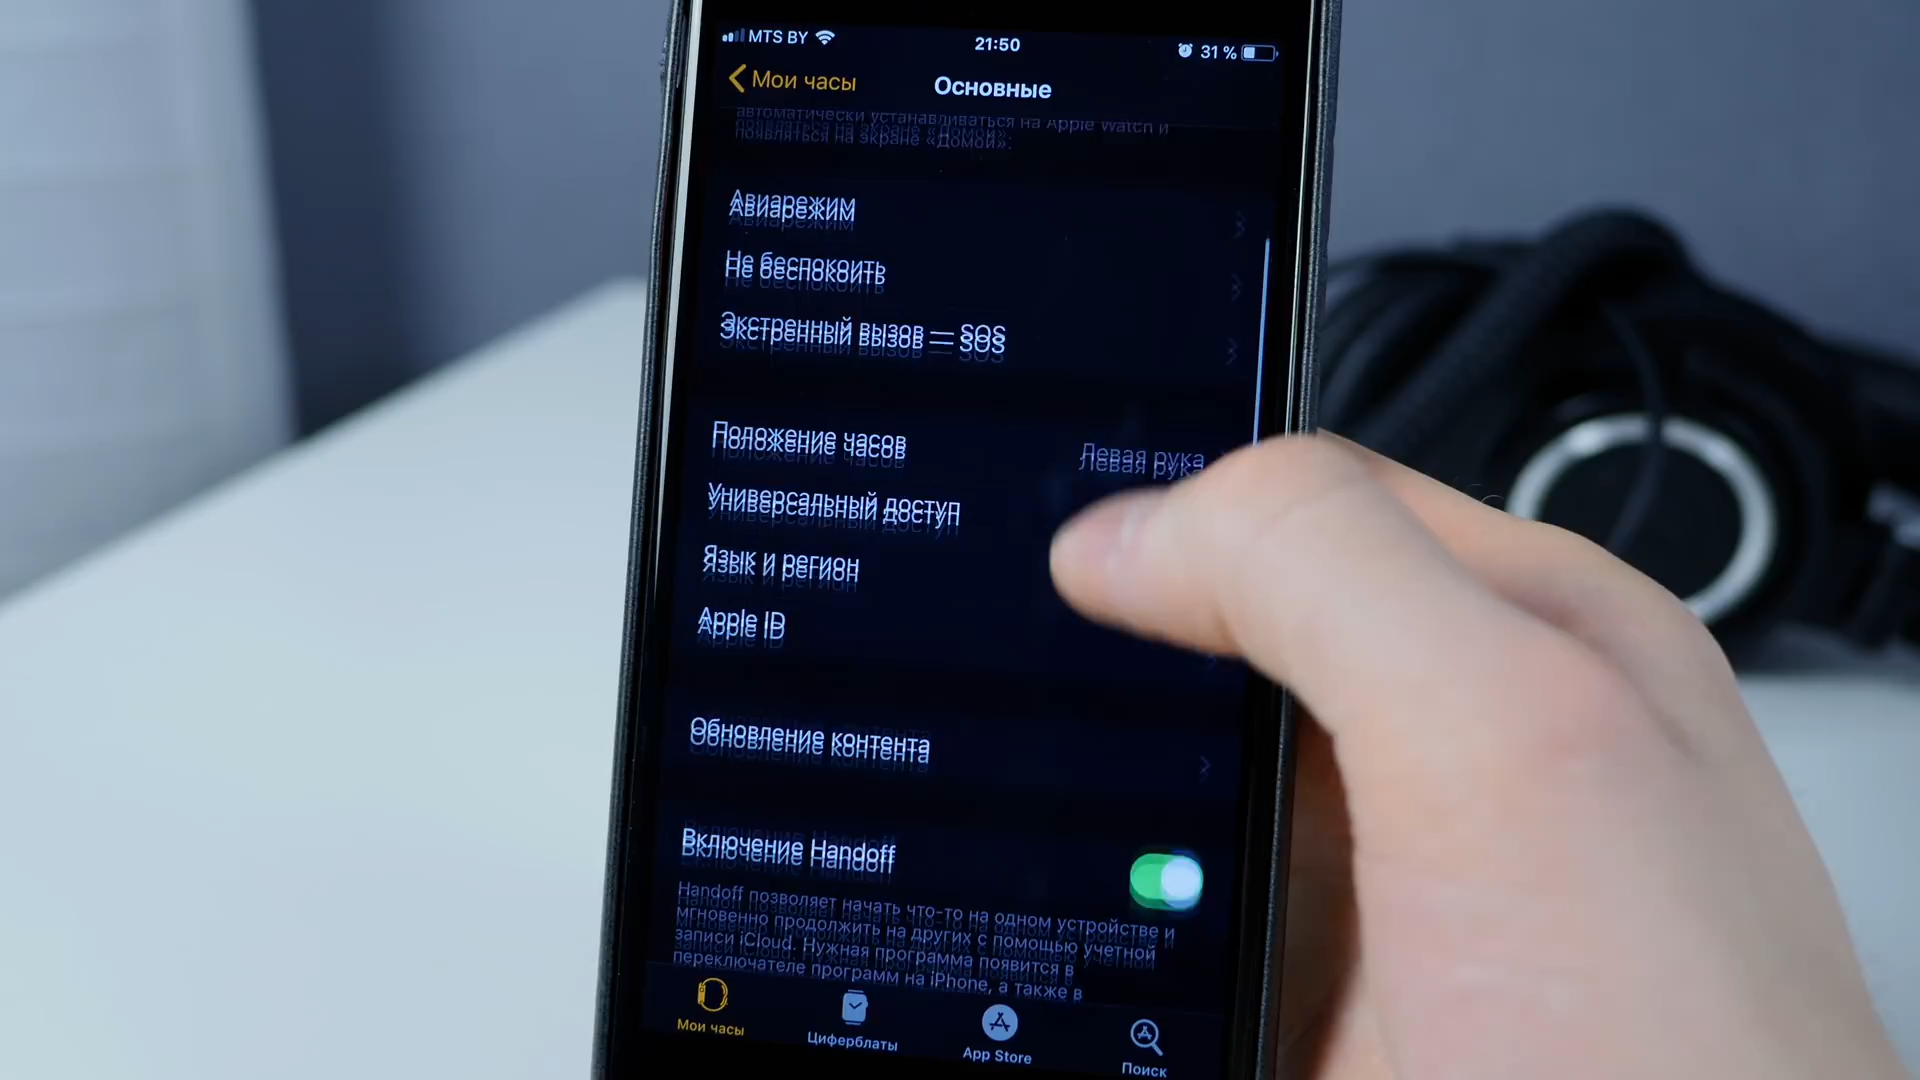 MTS BY
21:50
31 %
Мои часы
Основные
автоматически устанавливаться на Apple Watch и
появляться на экране «Домой»:
Авиарежим
Не беспокоить
Экстренный вызов — SOS
Положение часов
Левая рука
Универсальный доступ
Язык и регион
Apple ID
Обновление контента
Включение Handoff
Handoff позволяет начать что-то на одном устройстве и
мгновенно продолжить на других с помощью учетной
записи iCloud. Нужная программа появится в
переключателе программ на iPhone, а также в
Мои часы
Циферблаты
App Store
Поиск